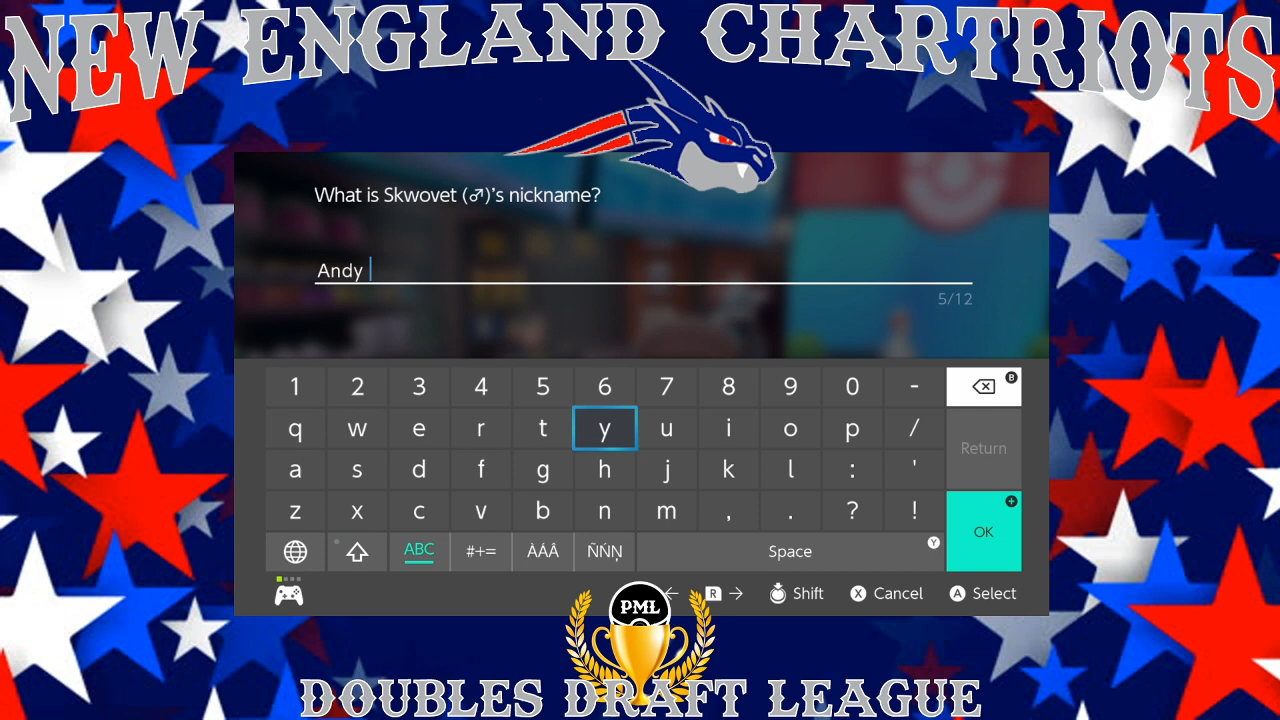 NEW ENGLAND CHARTRIOTS
What is Skwovet (♂)'s nickname?
Andy
5/12
1 2 3 4 5 6 7 8 9 0 - B
q w e r t y u i o p / Return
a s d f g h j k l : '
z x c v b n m , . ? ! OK +
ABC #+= ÀÁÂ ÑŃṆ Space Y
← R → Shift X Cancel A Select
PML
DOUBLES DRAFT LEAGUE